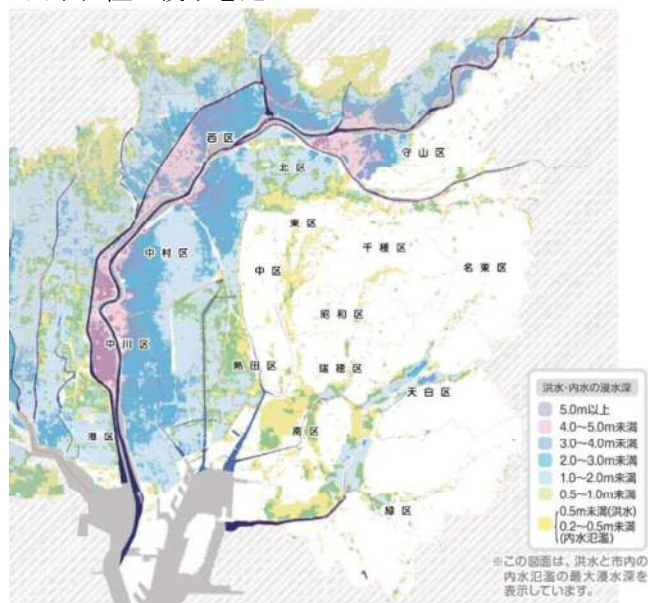 西区
守山区
北区
東区
千種区
中村区
中区
名東区
昭和区
中川区
熱田区
瑞穂区
天白区
港区
南区
緑区
洪水・内水の浸水深
5.0m以上
4.0～5.0m未満
3.0～4.0m未満
2.0～3.0m未満
1.0～2.0m未満
0.5～1.0m未満
0.5m未満(洪水)
0.2～0.5m未満
(内水氾濫)
※この図面は、洪水と市内の
内水氾濫の最大浸水深を
表示しています。